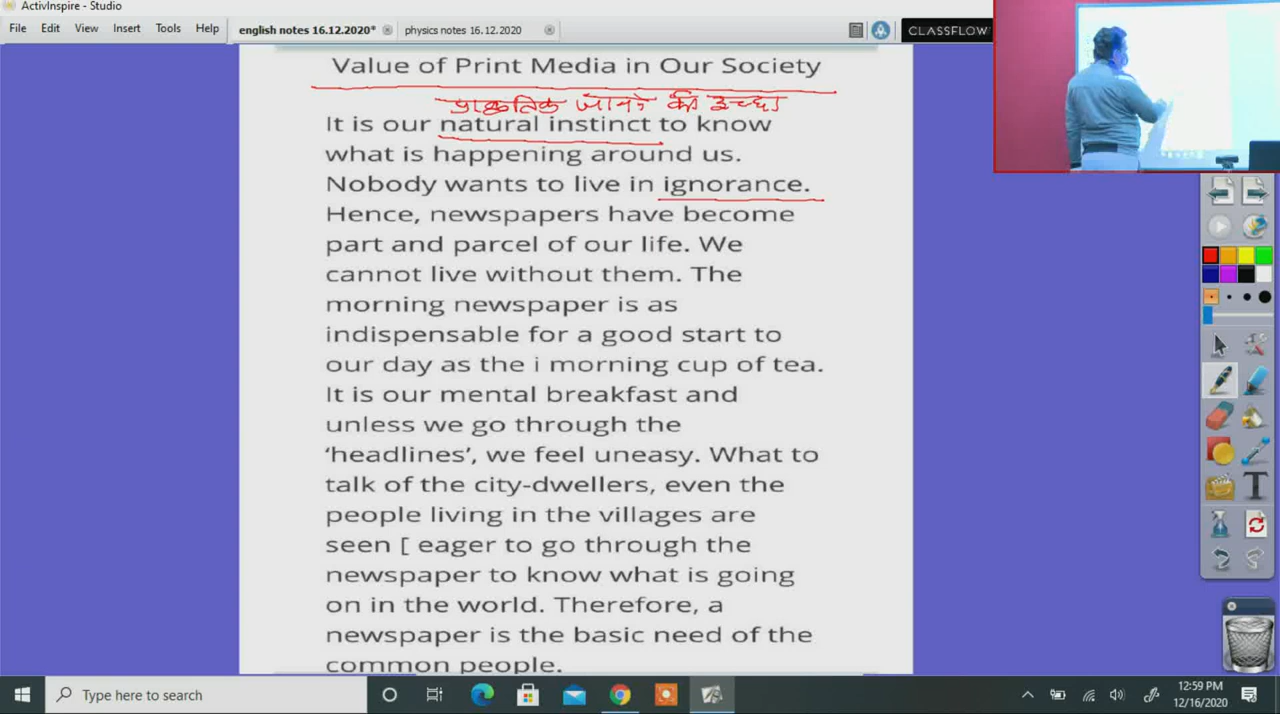 ActivInspire - Studio
File Edit View Insert Tools Help english notes 16.12.2020* physics notes 16.12.2020 CLASSFLOW
Value of Print Media in Our Society
प्राकृतिक जानने की इच्छा
It is our natural instinct to know
what is happening around us.
Nobody wants to live in ignorance.
Hence, newspapers have become
part and parcel of our life. We
cannot live without them. The
morning newspaper is as
indispensable for a good start to
our day as the i morning cup of tea.
It is our mental breakfast and
unless we go through the
‘headlines’, we feel uneasy. What to
talk of the city-dwellers, even the
people living in the villages are
seen [ eager to go through the
newspaper to know what is going
on in the world. Therefore, a
newspaper is the basic need of the
common people.
Type here to search
12:59 PM
12/16/2020